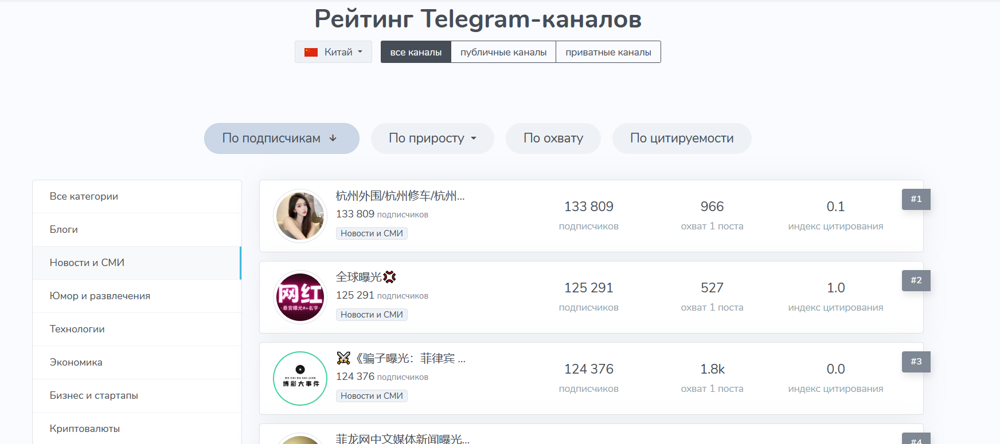 Рейтинг Telegram-каналов
Китай
все каналы
публичные каналы
приватные каналы
По подписчикам
По приросту
По охвату
По цитируемости
Все категории
Блоги
Новости и СМИ
Юмор и развлечения
Технологии
Экономика
Бизнес и стартапы
Криптовалюты
杭州外围/杭州修车/杭州...
133 809 подписчиков
Новости и СМИ
133 809
подписчиков
966
охват 1 поста
0.1
индекс цитирования
#1
网红
·悬赏曝光#+名字·
全球曝光💢
125 291 подписчиков
Новости и СМИ
125 291
подписчиков
527
охват 1 поста
1.0
индекс цитирования
#2
BO CAI DA SHI JIAN
博彩大事件
⚔️《骗子曝光：菲律宾 ...
124 376 подписчиков
Новости и СМИ
124 376
подписчиков
1.8k
охват 1 поста
0.0
индекс цитирования
#3
菲龙网中文媒体新闻曝光...
#4